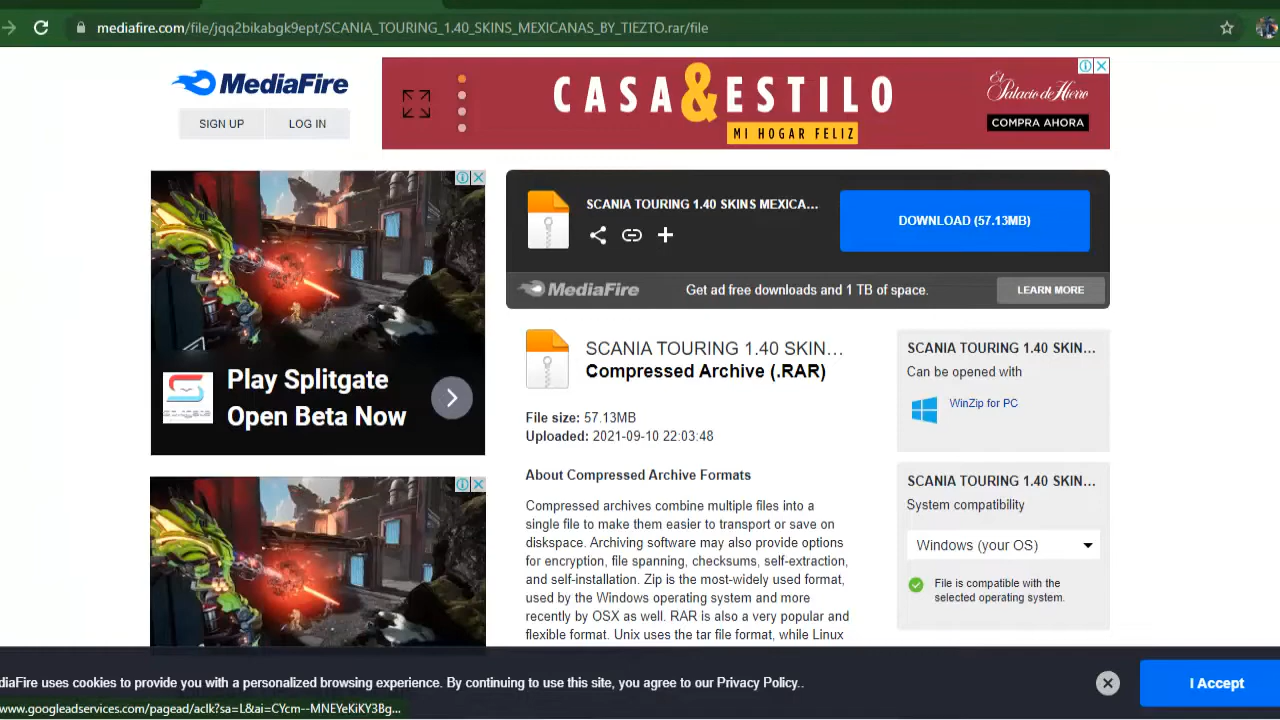 mediafire.com/file/jqq2bikabgk9ept/SCANIA_TOURING_1.40_SKINS_MEXICANAS_BY_TIEZTO.rar/file
MediaFire
SIGN UP
LOG IN
CASA&ESTILO
MI HOGAR FELIZ
El Palacio de Hierro
COMPRA AHORA
Play Splitgate
Open Beta Now
SCANIA TOURING 1.40 SKINS MEXICA...
DOWNLOAD (57.13MB)
MediaFire
Get ad free downloads and 1 TB of space.
LEARN MORE
SCANIA TOURING 1.40 SKIN...
Compressed Archive (.RAR)
File size: 57.13MB
Uploaded: 2021-09-10 22:03:48
About Compressed Archive Formats
Compressed archives combine multiple files into a
single file to make them easier to transport or save on
diskspace. Archiving software may also provide options
for encryption, file spanning, checksums, self-extraction,
and self-installation. Zip is the most-widely used format,
used by the Windows operating system and more
recently by OSX as well. RAR is also a very popular and
flexible format. Unix uses the tar file format, while Linux
SCANIA TOURING 1.40 SKIN...
Can be opened with
WinZip for PC
SCANIA TOURING 1.40 SKIN...
System compatibility
Windows (your OS)
File is compatible with the
selected operating system.
diaFire uses cookies to provide you with a personalized browsing experience. By continuing to use this site, you agree to our Privacy Policy..
I Accept
www.googleadservices.com/pagead/aclk?sa=L&ai=CYcm--MNEYeKiKY3Bg...